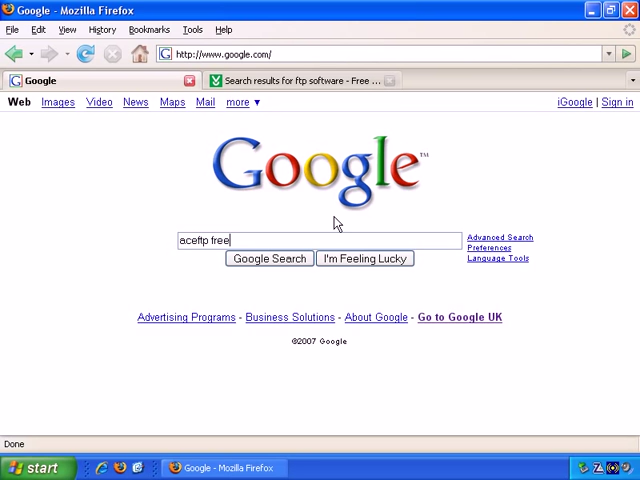 Google - Mozilla Firefox
File Edit View History Bookmarks Tools Help
G http://www.google.com/
G Google Search results for ftp software - Free ...
Web Images Video News Maps Mail more ▼ iGoogle | Sign in
Google™
aceftp free
Advanced Search
Preferences
Language Tools
Google Search I'm Feeling Lucky
Advertising Programs - Business Solutions - About Google - Go to Google UK
©2007 Google
Done
start Google - Mozilla Firefox